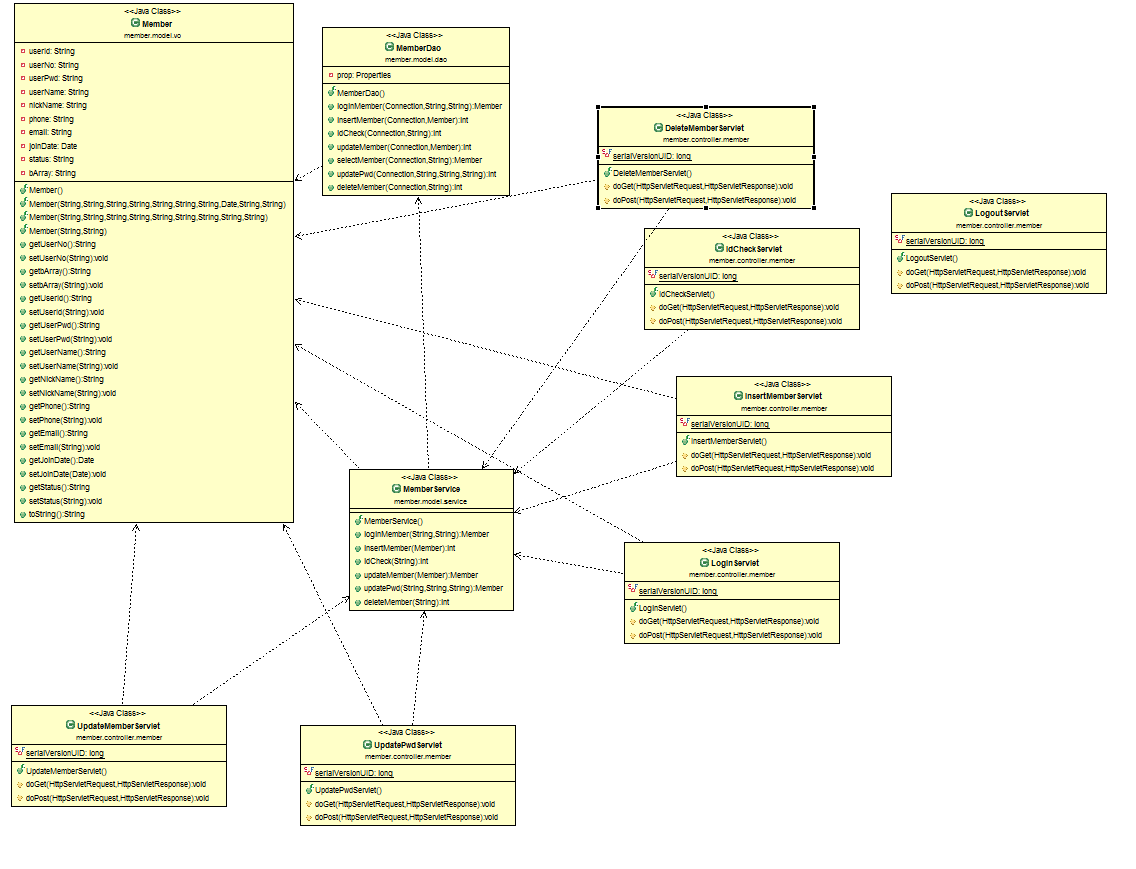 <<Java Class>>
Member
member.model.vo
userId: String
userNo: String
userPwd: String
userName: String
nickName: String
phone: String
email: String
joinDate: Date
status: String
bArray: String
Member()
Member(String,String,String,String,String,String,String,Date,String,String)
Member(String,String,String,String,String,String,String,String,String)
Member(String,String)
getUserNo():String
setUserNo(String):void
getbArray():String
setbArray(String):void
getUserId():String
setUserId(String):void
getUserPwd():String
setUserPwd(String):void
getUserName():String
setUserName(String):void
getNickName():String
setNickName(String):void
getPhone():String
setPhone(String):void
getEmail():String
setEmail(String):void
getJoinDate():Date
setJoinDate(Date):void
getStatus():String
setStatus(String):void
toString():String
<<Java Class>>
MemberDao
member.model.dao
prop: Properties
MemberDao()
loginMember(Connection,String,String):Member
insertMember(Connection,Member):int
idCheck(Connection,String):int
updateMember(Connection,Member):int
selectMember(Connection,String):Member
updatePwd(Connection,String,String,String):int
deleteMember(Connection,String):int
<<Java Class>>
DeleteMemberServlet
member.controller.member
serialVersionUID: long
DeleteMemberServlet()
doGet(HttpServletRequest,HttpServletResponse):void
doPost(HttpServletRequest,HttpServletResponse):void
<<Java Class>>
LogoutServlet
member.controller.member
serialVersionUID: long
LogoutServlet()
doGet(HttpServletRequest,HttpServletResponse):void
doPost(HttpServletRequest,HttpServletResponse):void
<<Java Class>>
IdCheckServlet
member.controller.member
serialVersionUID: long
IdCheckServlet()
doGet(HttpServletRequest,HttpServletResponse):void
doPost(HttpServletRequest,HttpServletResponse):void
<<Java Class>>
InsertMemberServlet
member.controller.member
serialVersionUID: long
InsertMemberServlet()
doGet(HttpServletRequest,HttpServletResponse):void
doPost(HttpServletRequest,HttpServletResponse):void
<<Java Class>>
MemberService
member.model.service
MemberService()
loginMember(String,String):Member
insertMember(Member):int
idCheck(String):int
updateMember(Member):Member
updatePwd(String,String,String):Member
deleteMember(String):int
<<Java Class>>
LoginServlet
member.controller.member
serialVersionUID: long
LoginServlet()
doGet(HttpServletRequest,HttpServletResponse):void
doPost(HttpServletRequest,HttpServletResponse):void
<<Java Class>>
UpdateMemberServlet
member.controller.member
serialVersionUID: long
UpdateMemberServlet()
doGet(HttpServletRequest,HttpServletResponse):void
doPost(HttpServletRequest,HttpServletResponse):void
<<Java Class>>
UpdatePwdServlet
member.controller.member
serialVersionUID: long
UpdatePwdServlet()
doGet(HttpServletRequest,HttpServletResponse):void
doPost(HttpServletRequest,HttpServletResponse):void